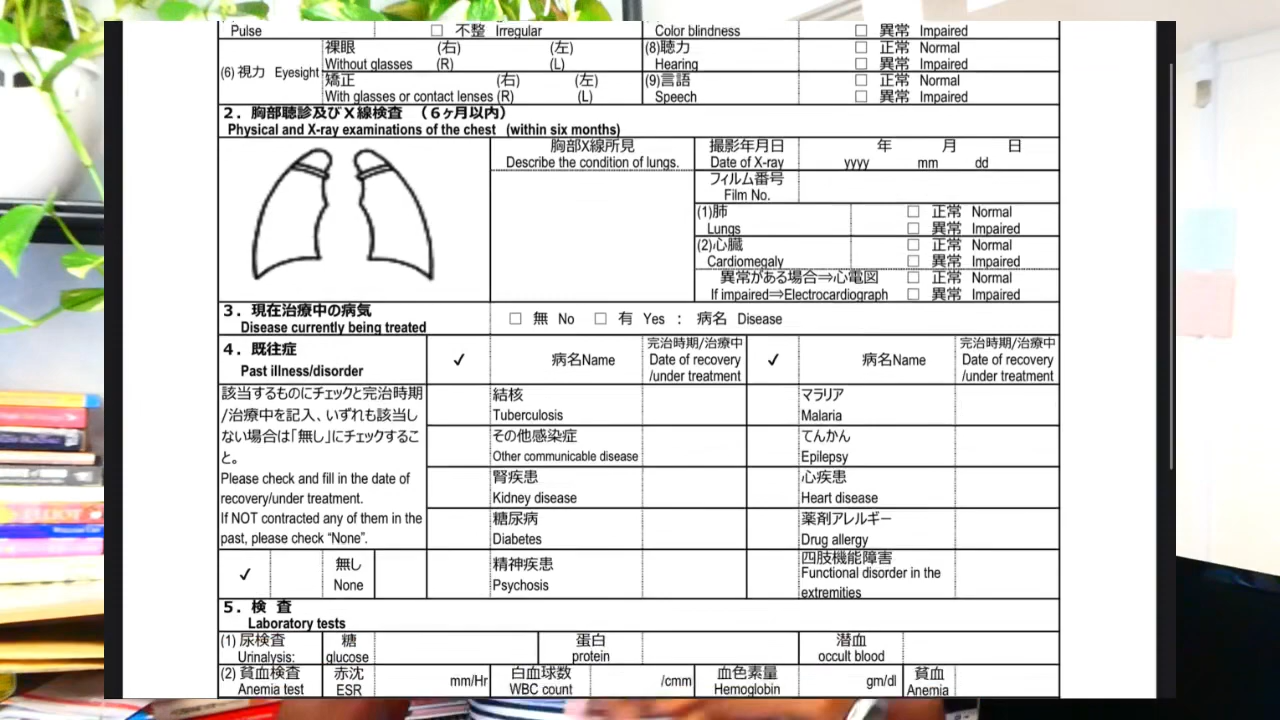 Pulse □ 不整 Irregular Color blindness □ 異常 Impaired
(6) 視力 Eyesight
裸眼 (右) (左)
Without glasses (R) (L)
矯正 (右) (左)
With glasses or contact lenses (R) (L)
(8)聴力 □ 正常 Normal
Hearing □ 異常 Impaired
(9)言語 □ 正常 Normal
Speech □ 異常 Impaired
2．胸部聴診及びX線検査 （6ヶ月以内）
Physical and X-ray examinations of the chest (within six months)
胸部X線所見
Describe the condition of lungs.
撮影年月日 年 月 日
Date of X-ray yyyy mm dd
フィルム番号
Film No.
(1)肺 □ 正常 Normal
Lungs □ 異常 Impaired
(2)心臓 □ 正常 Normal
Cardiomegaly □ 異常 Impaired
異常がある場合⇒心電図 □ 正常 Normal
If impaired⇒Electrocardiograph □ 異常 Impaired
3．現在治療中の病気
Disease currently being treated
□ 無 No □ 有 Yes : 病名 Disease
4．既往症
Past illness/disorder
✓ 病名Name
完治時期/治療中
Date of recovery
/under treatment
✓ 病名Name
完治時期/治療中
Date of recovery
/under treatment
該当するものにチェックと完治時期
/治療中を記入、いずれも該当し
ない場合は「無し」にチェックするこ
と。
Please check and fill in the date of
recovery/under treatment.
If NOT contracted any of them in the
past, please check “None”.
✓ 無し
None
結核
Tuberculosis
マラリア
Malaria
その他感染症
Other communicable disease
てんかん
Epilepsy
腎疾患
Kidney disease
心疾患
Heart disease
糖尿病
Diabetes
薬剤アレルギー
Drug allergy
精神疾患
Psychosis
四肢機能障害
Functional disorder in the
extremities
5．検 査
Laboratory tests
(1) 尿検査 糖 蛋白 潜血
Urinalysis: glucose protein occult blood
(2) 貧血検査 赤沈 mm/Hr 白血球数 /cmm 血色素量 gm/dl 貧血
Anemia test ESR WBC count Hemoglobin Anemia